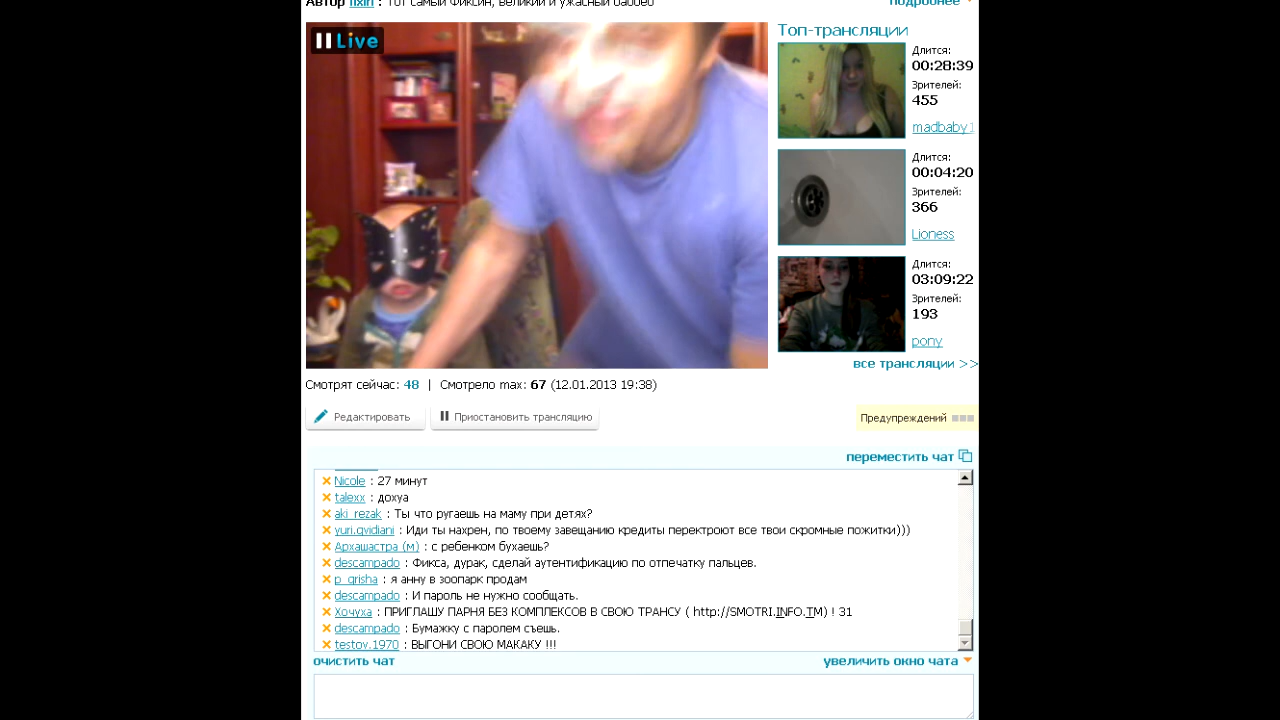 Автор fixin : тот самый Фиксин, великий и ужасный
подробнее
Live
Топ-трансляции
Длится:
00:28:39
Зрителей:
455
madbaby1
Длится:
00:04:20
Зрителей:
366
Lioness
Длится:
03:09:22
Зрителей:
193
pony
все трансляции >>
Смотрят сейчас: 48 | Смотрело max: 67 (12.01.2013 19:38)
Редактировать
Приостановить трансляцию
Предупреждений
переместить чат
Nicole : 27 минут
talexx : дохуа
aki_rezak : Ты что ругаешь на маму при детях?
yuri.gvidiani : Иди ты нахрен, по твоему завещанию кредиты перектроют все твои скромные пожитки)))
Архашастра (м) : с ребенком бухаешь?
descampado : Фикса, дурак, сделай аутентификацию по отпечатку пальцев.
p_grisha : я анну в зоопарк продам
descampado : И пароль не нужно сообщать.
Хочуха : ПРИГЛАШУ ПАРНЯ БЕЗ КОМПЛЕКСОВ В СВОЮ ТРАНСУ ( http://SMOTRI.INFO.TM) ! 31
descampado : Бумажку с паролем съешь.
testov.1970 : ВЫГОНИ СВОЮ МАКАКУ !!!
очистить чат
увеличить окно чата